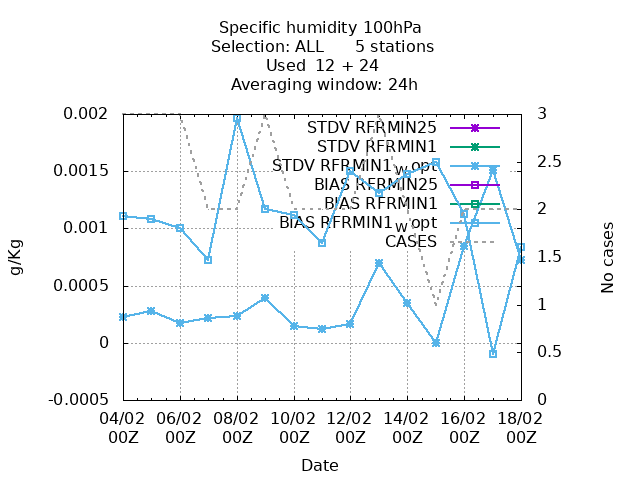 Specific humidity 100hPa
Selection: ALL 5 stations
Used 12 + 24
Averaging window: 24h
g/Kg
0.002
0.0015
0.001
0.0005
0
-0.0005
STDV RFRMIN25
STDV RFRMIN1
STDV RFRMIN1_w_opt
BIAS RFRMIN25
BIAS RFRMIN1
BIAS RFRMIN1_w_opt
CASES
3
2.5
2
1.5
1
0.5
0
No cases
04/02 06/02 08/02 10/02 12/02 14/02 16/02 18/02
00Z 00Z 00Z 00Z 00Z 00Z 00Z 00Z
Date